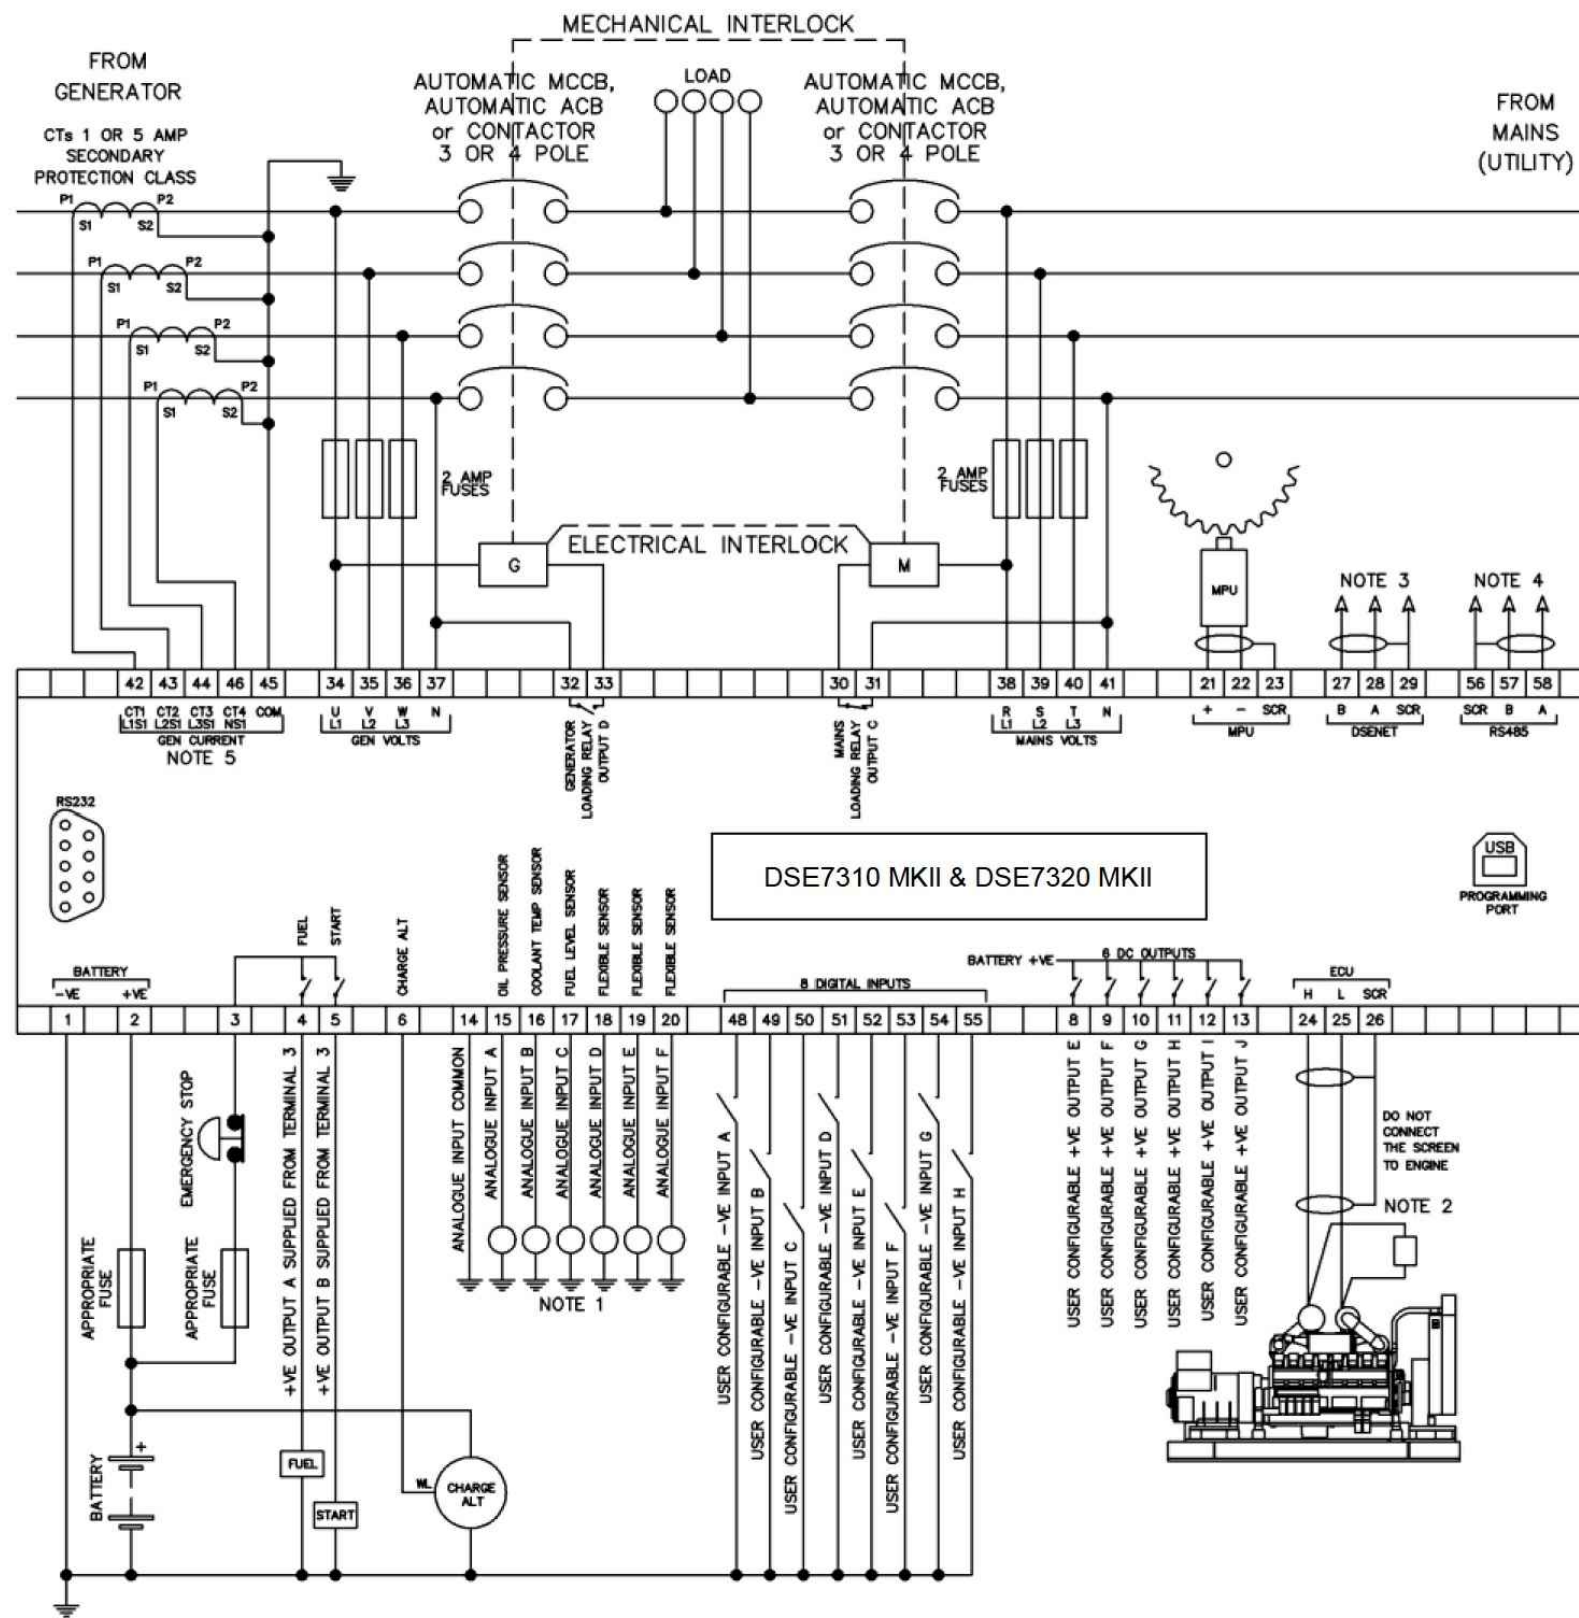 MECHANICAL INTERLOCK
FROM
GENERATOR
CTs 1 OR 5 AMP
SECONDARY
PROTECTION CLASS
AUTOMATIC MCCB,
AUTOMATIC ACB
or CONTACTOR
3 OR 4 POLE
LOAD
AUTOMATIC MCCB,
AUTOMATIC ACB
or CONTACTOR
3 OR 4 POLE
FROM
MAINS
(UTILITY)
P1 P2
S1 S2
P1 P2
S1 S2
P1 P2
S1 S2
P1 P2
S1 S2
2 AMP
FUSES
2 AMP
FUSES
ELECTRICAL INTERLOCK
G
M
MPU
NOTE 3
NOTE 4
42 43 44 46 45 34 35 36 37 32 33 30 31 38 39 40 41 21 22 23 27 28 29 56 57 58
CT1 CT2 CT3 CT4 COM
L1S1 L2S1 L3S1 NS1
GEN CURRENT
NOTE 5
U V W N
L1 L2 L3
GEN VOLTS
GENERATOR
LOADING RELAY
OUTPUT D
MAINS
LOADING RELAY
OUTPUT C
R S T N
L1 L2 L3
MAINS VOLTS
+ - SCR
MPU
B A SCR
DSENET
SCR B A
RS485
RS232
DSE7310 MKII & DSE7320 MKII
USB
PROGRAMMING
PORT
BATTERY
-VE +VE
FUEL
START
CHARGE ALT
OIL PRESSURE SENSOR
COOLANT TEMP SENSOR
FUEL LEVEL SENSOR
FLEXIBLE SENSOR
FLEXIBLE SENSOR
FLEXIBLE SENSOR
8 DIGITAL INPUTS
BATTERY +VE
6 DC OUTPUTS
ECU
H L SCR
1 2 3 4 5 6 14 15 16 17 18 19 20 48 49 50 51 52 53 54 55 8 9 10 11 12 13 24 25 26
EMERGENCY STOP
APPROPRIATE
FUSE
APPROPRIATE
FUSE
+VE OUTPUT A SUPPLIED FROM TERMINAL 3
+VE OUTPUT B SUPPLIED FROM TERMINAL 3
ANALOGUE INPUT COMMON
ANALOGUE INPUT A
ANALOGUE INPUT B
ANALOGUE INPUT C
ANALOGUE INPUT D
ANALOGUE INPUT E
ANALOGUE INPUT F
NOTE 1
USER CONFIGURABLE -VE INPUT A
USER CONFIGURABLE -VE INPUT B
USER CONFIGURABLE -VE INPUT C
USER CONFIGURABLE -VE INPUT D
USER CONFIGURABLE -VE INPUT E
USER CONFIGURABLE -VE INPUT F
USER CONFIGURABLE -VE INPUT G
USER CONFIGURABLE -VE INPUT H
USER CONFIGURABLE +VE OUTPUT E
USER CONFIGURABLE +VE OUTPUT F
USER CONFIGURABLE +VE OUTPUT G
USER CONFIGURABLE +VE OUTPUT H
USER CONFIGURABLE +VE OUTPUT I
USER CONFIGURABLE +VE OUTPUT J
DO NOT
CONNECT
THE SCREEN
TO ENGINE
NOTE 2
BATTERY
+
FUEL
START
WL
CHARGE
ALT